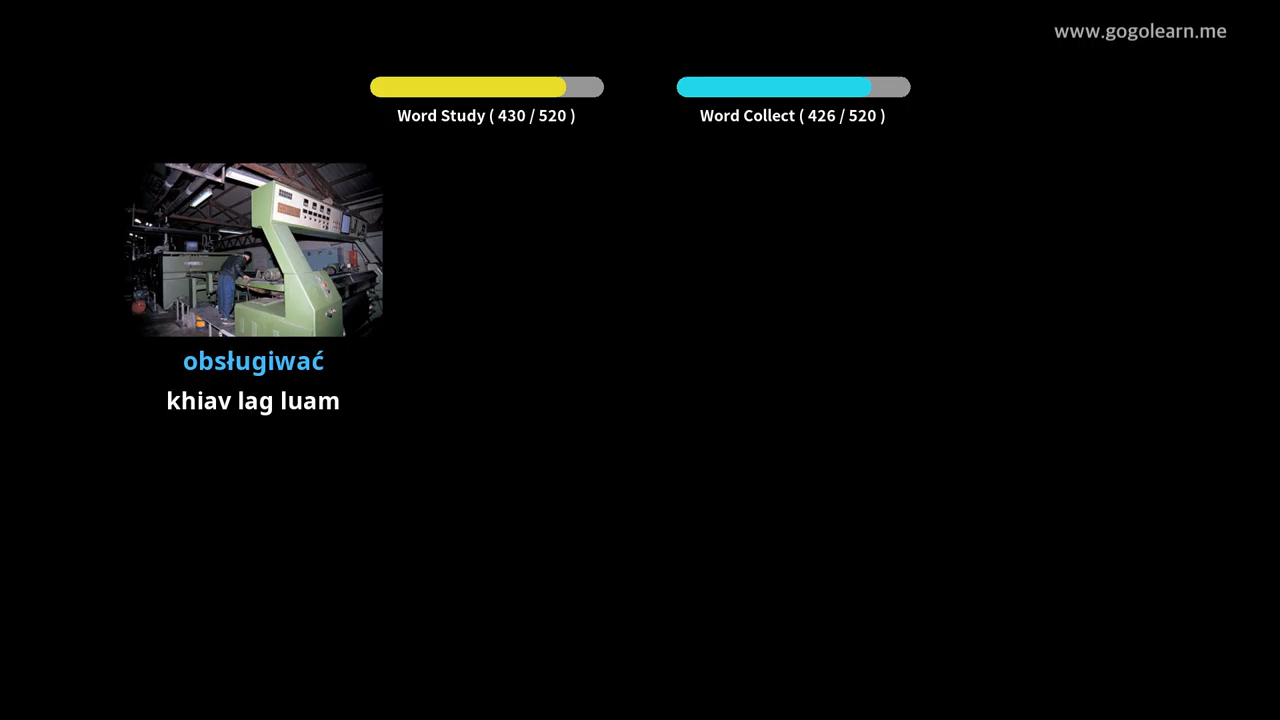 www.gogolearn.me
Word Study ( 430 / 520 )
Word Collect ( 426 / 520 )
obsługiwać
khiav lag luam